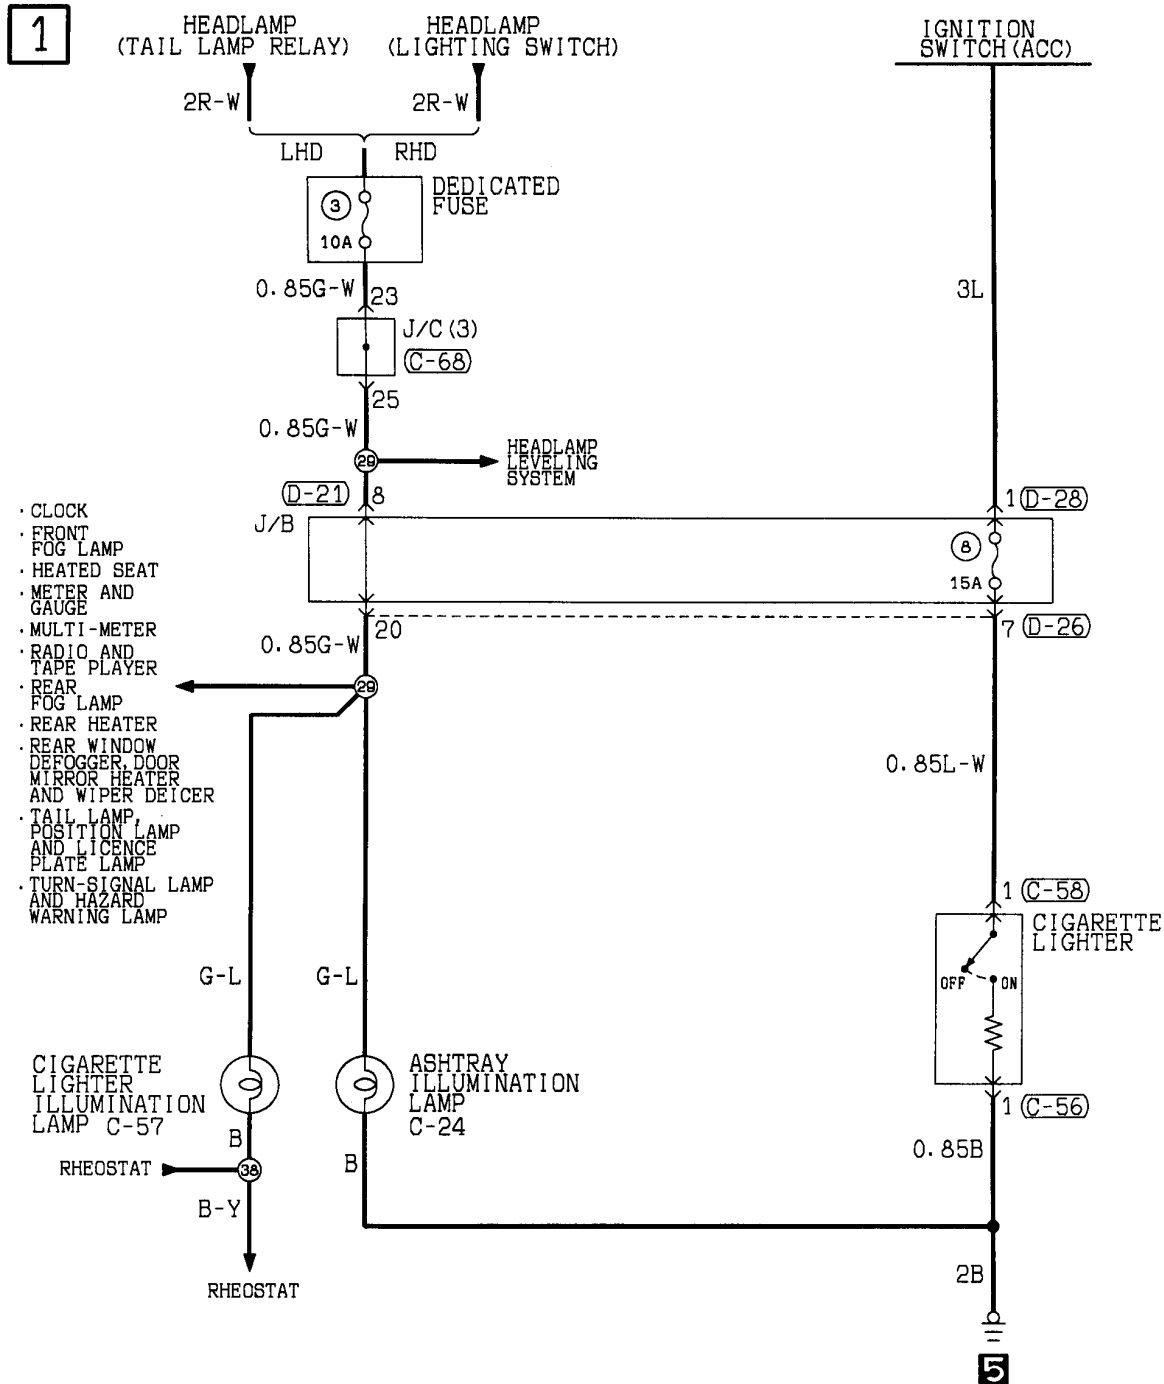 1
HEADLAMP
(TAIL LAMP RELAY)
HEADLAMP
(LIGHTING SWITCH)
IGNITION
SWITCH(ACC)
2R-W
2R-W
LHD
RHD
DEDICATED
FUSE
3
10A
0.85G-W
23
3L
J/C(3)
C-68
25
0.85G-W
29
HEADLAMP
LEVELING
SYSTEM
D-21
8
1
D-28
J/B
8
15A
· CLOCK
· FRONT
FOG LAMP
· HEATED SEAT
· METER AND
GAUGE
· MULTI-METER
· RADIO AND
TAPE PLAYER
· REAR
FOG LAMP
· REAR HEATER
· REAR WINDOW
DEFOGGER,DOOR
MIRROR HEATER
AND WIPER DEICER
· TAIL LAMP,
POSITION LAMP
AND LICENCE
PLATE LAMP
· TURN-SIGNAL LAMP
AND HAZARD
WARNING LAMP
20
7
D-26
0.85G-W
29
0.85L-W
1
C-58
CIGARETTE
LIGHTER
OFF
ON
G-L
G-L
CIGARETTE
LIGHTER
ILLUMINATION
LAMP C-57
ASHTRAY
ILLUMINATION
LAMP
C-24
1
C-56
B
B
0.85B
RHEOSTAT
38
B-Y
RHEOSTAT
2B
5